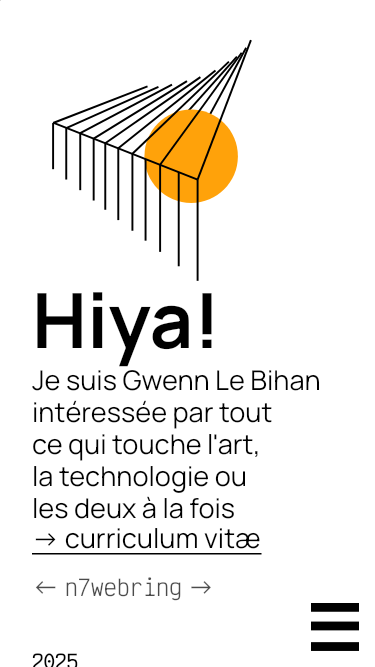 Hiya!
Je suis Gwenn Le Bihan
intéressée par tout
ce qui touche l'art,
la technologie ou
les deux à la fois
→ curriculum vitæ
← n7webring →
2025